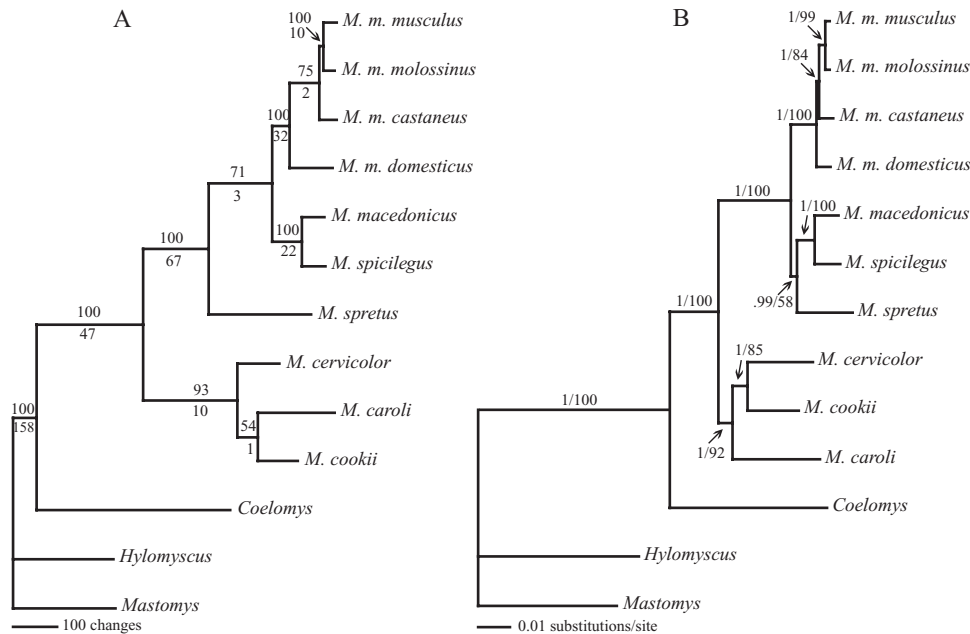 A
100
10
M. m. musculus
M. m. molossinus
75
2
M. m. castaneus
100
32
M. m. domesticus
71
3
M. macedonicus
100
22
M. spicilegus
100
67
M. spretus
100
47
M. cervicolor
93
10
M. caroli
54
1
M. cookii
100
158
Coelomys
Hylomyscus
Mastomys
100 changes
B
1/99
M. m. musculus
1/84
M. m. molossinus
M. m. castaneus
1/100
M. m. domesticus
1/100
1/100
M. macedonicus
M. spicilegus
.99/58
M. spretus
1/100
1/85
M. cervicolor
M. cookii
1/92
M. caroli
1/100
Coelomys
Hylomyscus
Mastomys
0.01 substitutions/site